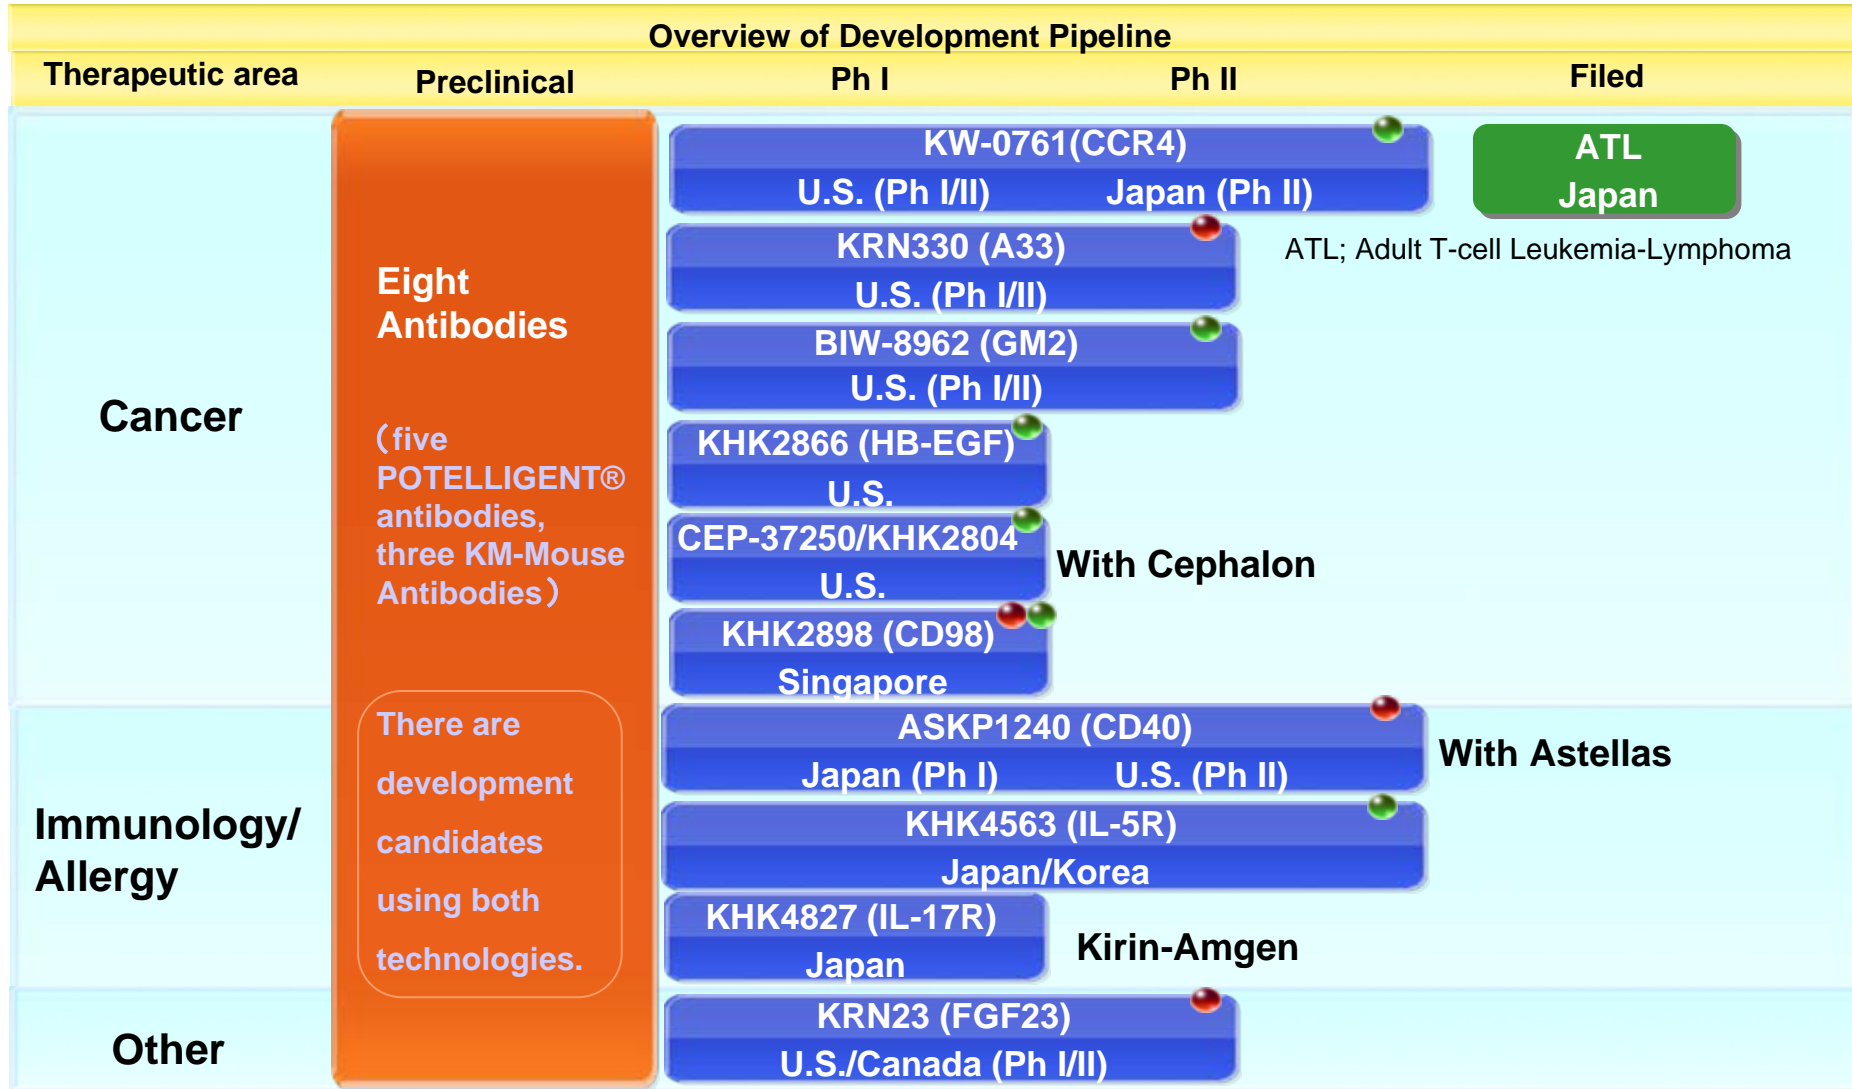 Overview of Development Pipeline
Therapeutic area
Preclinical
Ph I
Ph II
Filed
Cancer
Eight
Antibodies
（five
POTELLIGENT®
antibodies,
three KM-Mouse
Antibodies）
There are
development
candidates
using both
technologies.
KW-0761(CCR4)
U.S. (Ph I/II)
Japan (Ph II)
ATL
Japan
ATL; Adult T-cell Leukemia-Lymphoma
KRN330 (A33)
U.S. (Ph I/II)
BIW-8962 (GM2)
U.S. (Ph I/II)
KHK2866 (HB-EGF)
U.S.
CEP-37250/KHK2804
U.S.
With Cephalon
KHK2898 (CD98)
Singapore
Immunology/
Allergy
ASKP1240 (CD40)
Japan (Ph I)
U.S. (Ph II)
With Astellas
KHK4563 (IL-5R)
Japan/Korea
KHK4827 (IL-17R)
Japan
Kirin-Amgen
Other
KRN23 (FGF23)
U.S./Canada (Ph I/II)